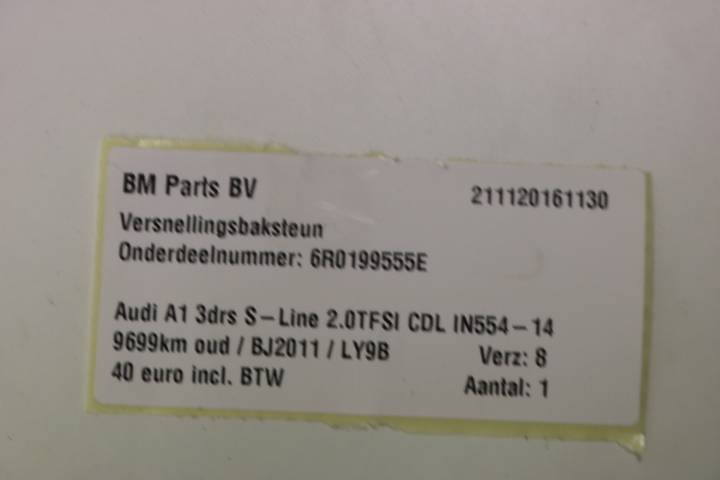 BM Parts BV 211120161130
Versnellingsbaksteun
Onderdeelnummer: 6R0199555E
Audi A1 3drs S-Line 2.0TFSI CDL IN554-14
9699km oud / BJ2011 / LY9B Verz: 8
40 euro incl. BTW Aantal: 1